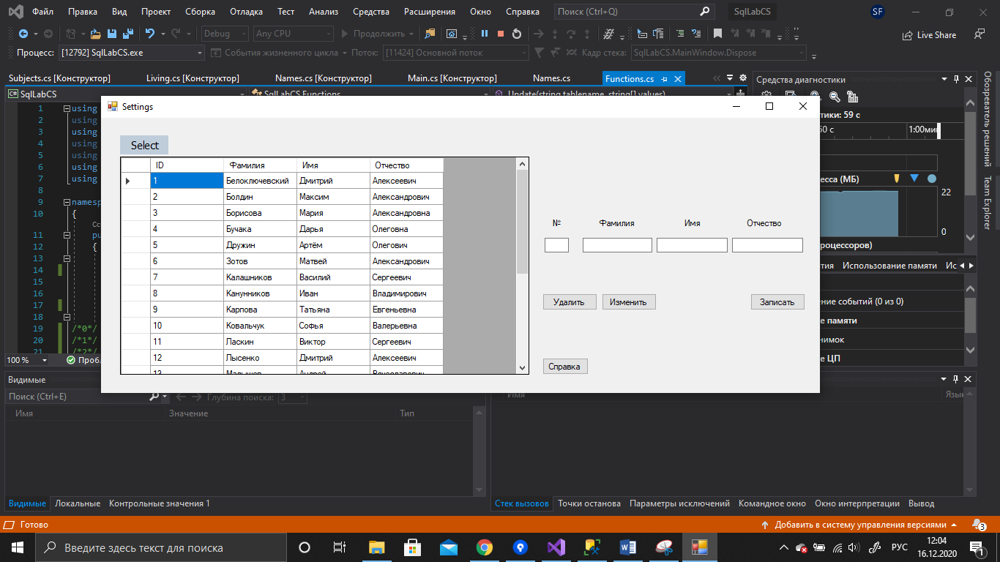 Файл Правка Вид Проект Сборка Отладка Тест Анализ Средства Расширения Окно Справка Поиск (Ctrl+Q) SqlLabCS SF
Debug Any CPU Продолжить Live Share
Процесс: [12792] SqlLabCS.exe События жизненного цикла Поток: [11424] Основной поток Кадр стека: SqlLabCS.MainWindow.Dispose
Subjects.cs [Конструктор] Living.cs [Конструктор] Names.cs [Конструктор] Main.cs [Конструктор] Names.cs Functions.cs
Средства диагностики
Обозреватель решений
Team Explorer
C# SqlLabCS SqlLabCS.Functions Update(string tablename, string[] values)
1 using
2 using
3 using
4 using
5 using
6 using
7 using
8
9 namesp
10 {
Сс
11 pu
12 {
13
14
15
16
17
18
19 /*0*/
20 /*1*/
21 /*2*/
100 %
Settings
Select
ID Фамилия Имя Отчество
1 Белоключевский Дмитрий Алексеевич
2 Болдин Максим Александрович
3 Борисова Мария Александровна
4 Бучака Дарья Олеговна
5 Дружин Артём Олегович
6 Зотов Матвей Александрович
7 Калашников Василий Сергеевич
8 Канунников Иван Владимирович
9 Карпова Татьяна Евгеньевна
10 Ковальчук Софья Валерьевна
11 Ласкин Виктор Сергеевич
12 Лысенко Дмитрий Алексеевич
13 Малышев Андрей Вячеславович
№ Фамилия Имя Отчество
Удалить Изменить Записать
Справка
тики: 59 с
50 с 1:00мин
есса (МБ)
22
0
роцессоров)
тия Использование памяти Ис
ние событий (0 из 0)
е памяти
нимок
е ЦП
Видимые
Поиск (Ctrl+E) Глубина поиска: 3
Имя Значение Тип
Имя Язык
Видимые Локальные Контрольные значения 1
Стек вызовов Точки останова Параметры исключений Командное окно Окно интерпретации Вывод
Готово Добавить в систему управления версиями 3
Введите здесь текст для поиска
РУС
12:04
16.12.2020
1